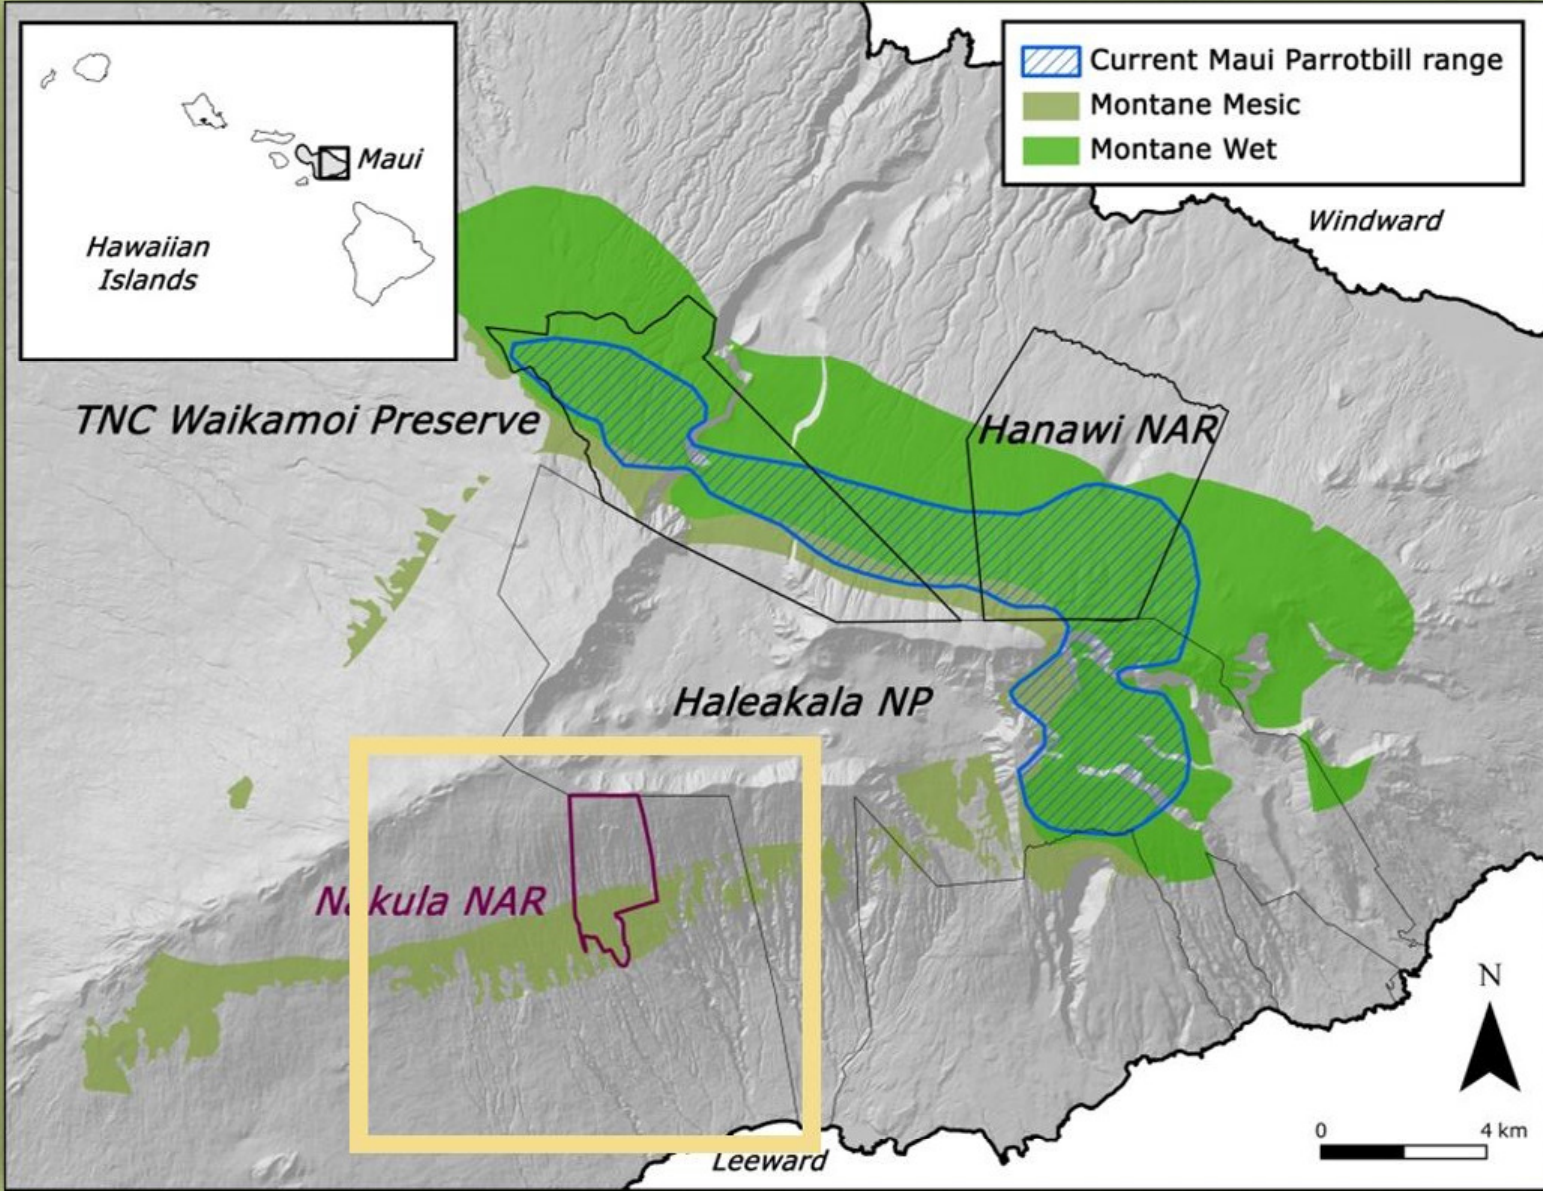 Current Maui Parrotbill range
Montane Mesic
Montane Wet
Maui
Hawaiian
Islands
Windward
TNC Waikamoi Preserve
Hanawi NAR
Haleakala NP
Nakula NAR
N
0 4 km
Leeward